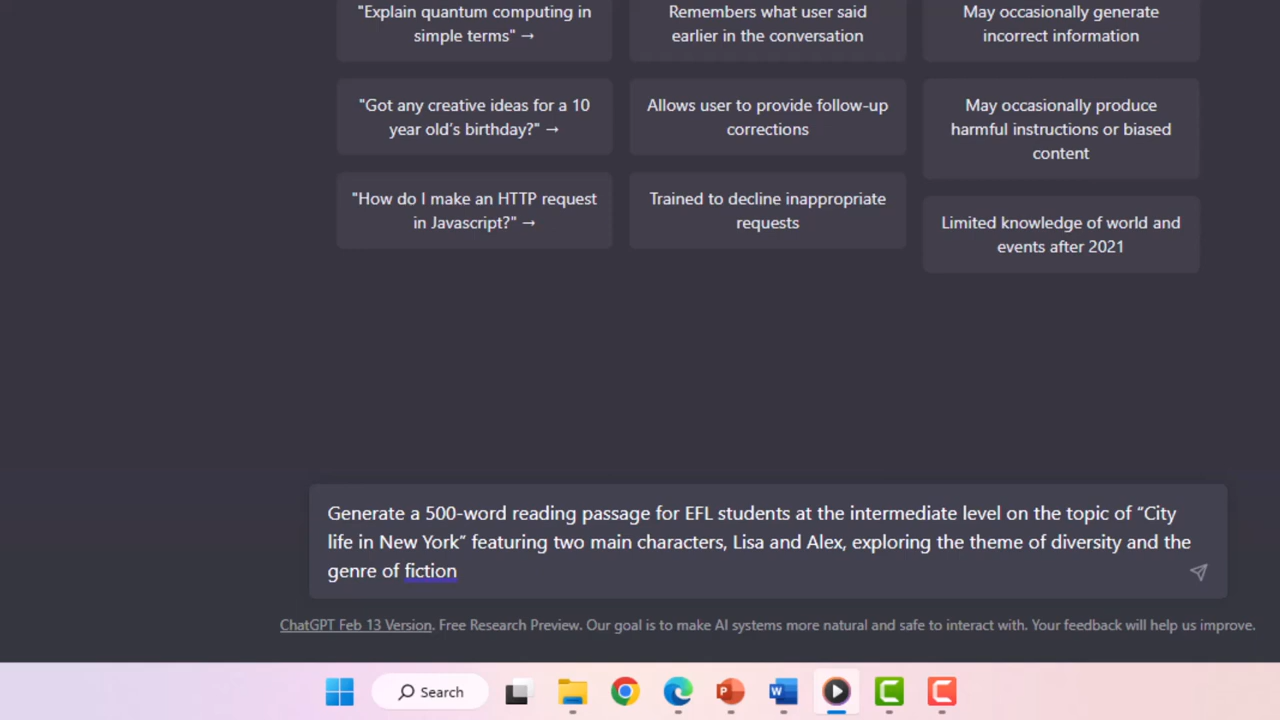 "Explain quantum computing in
simple terms" →
Remembers what user said
earlier in the conversation
May occasionally generate
incorrect information
"Got any creative ideas for a 10
year old's birthday?" →
Allows user to provide follow-up
corrections
May occasionally produce
harmful instructions or biased
content
"How do I make an HTTP request
in Javascript?" →
Trained to decline inappropriate
requests
Limited knowledge of world and
events after 2021
Generate a 500-word reading passage for EFL students at the intermediate level on the topic of “City
life in New York” featuring two main characters, Lisa and Alex, exploring the theme of diversity and the
genre of fiction
ChatGPT Feb 13 Version. Free Research Preview. Our goal is to make AI systems more natural and safe to interact with. Your feedback will help us improve.
Search